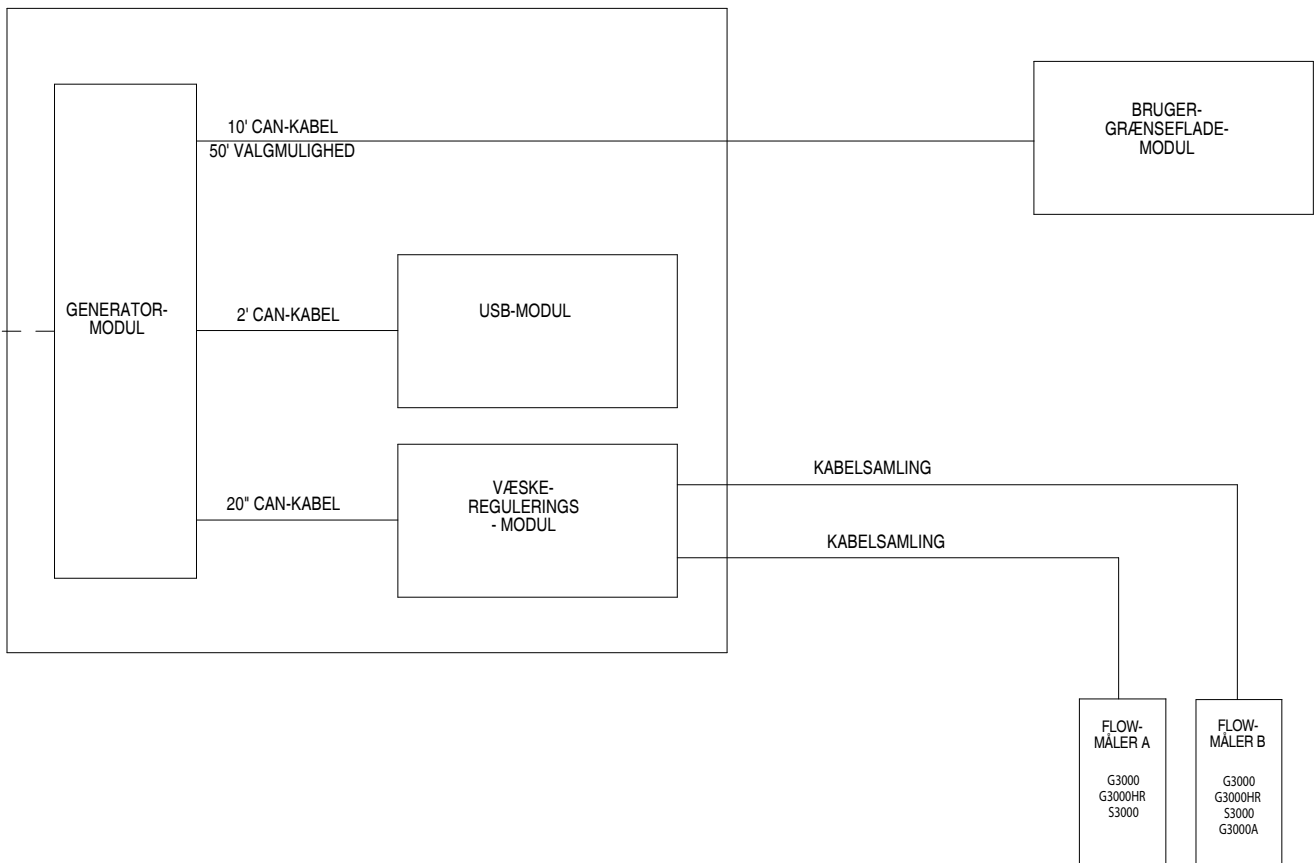 10' CAN-KABEL
50' VALGMULIGHED
BRUGER-
GRÆNSEFLADE-
MODUL
GENERATOR-
MODUL
2' CAN-KABEL
USB-MODUL
20" CAN-KABEL
VÆSKE-
REGULERINGS
- MODUL
KABELSAMLING
KABELSAMLING
FLOW-
MÅLER A
G3000
G3000HR
S3000
FLOW-
MÅLER B
G3000
G3000HR
S3000
G3000A